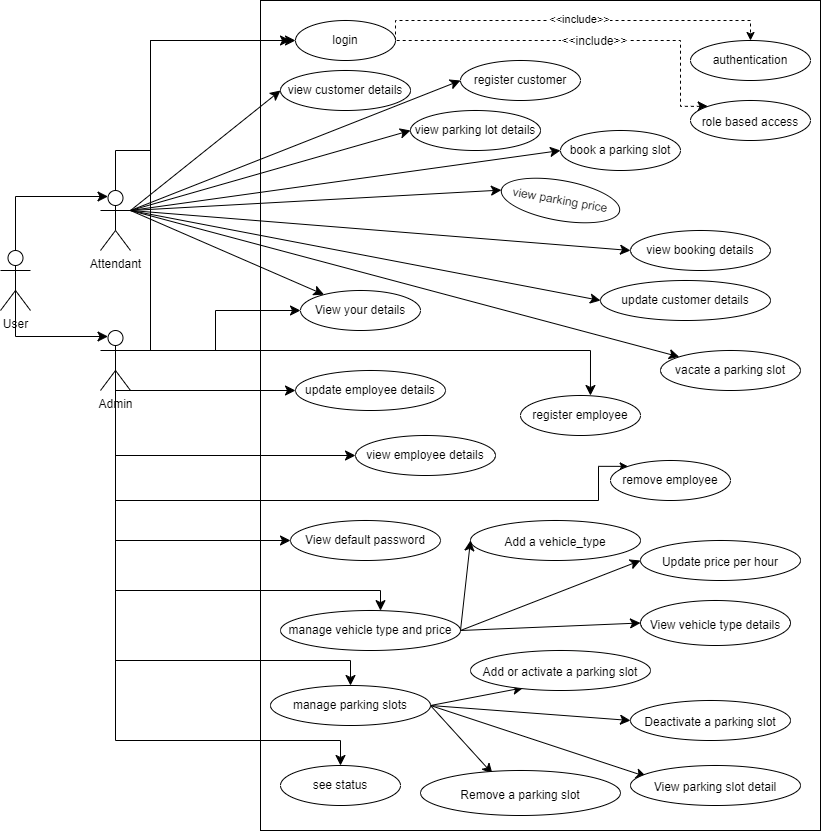 <<include>>
login
<<include>>
authentication
register customer
view customer details
role based access
view parking lot details
book a parking slot
view parking price
view booking details
Attendant
update customer details
View your details
User
vacate a parking slot
update employee details
Admin
register employee
view employee details
remove employee
View default password
Add a vehicle_type
Update price per hour
View vehicle type details
manage vehicle type and price
Add or activate a parking slot
manage parking slots
Deactivate a parking slot
see status
View parking slot detail
Remove a parking slot